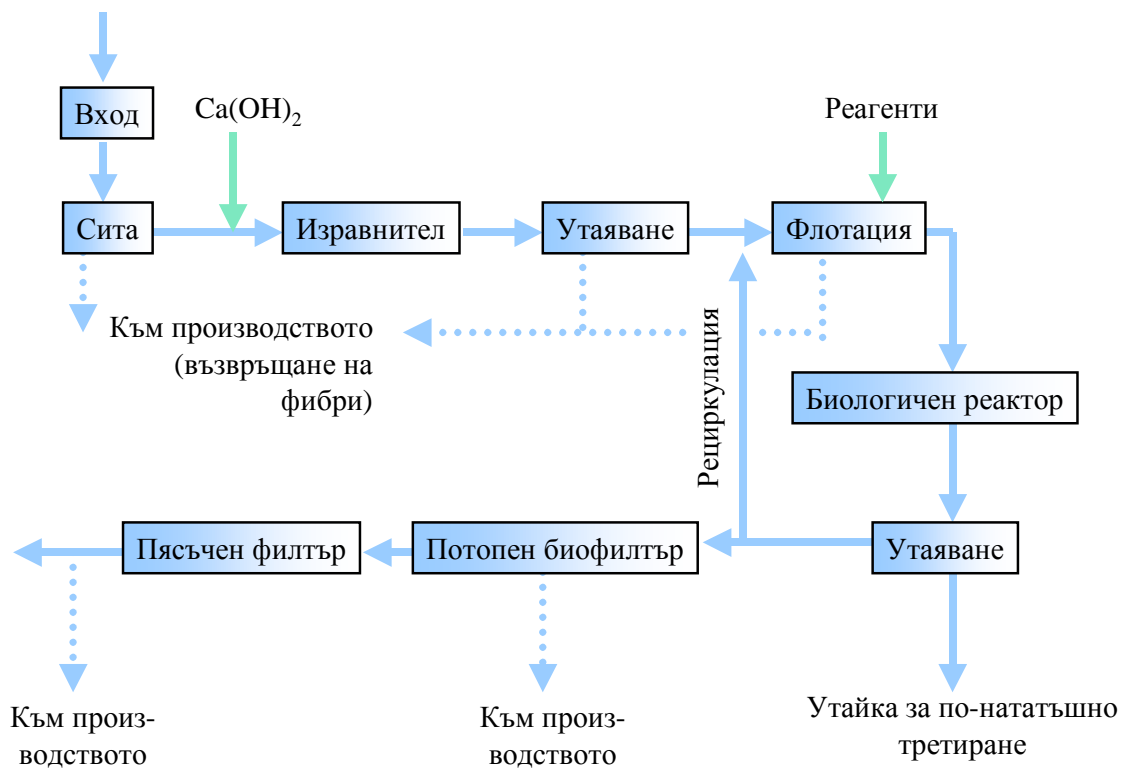 Вход
Ca(OH)2
Реагенти
Сита
Изравнител
Утаяване
Флотация
Към производството
(възвръщане на
фибри)
Рециркулация
Биологичен реактор
Пясъчен филтър
Потопен биофилтър
Утаяване
Към произ-
водството
Към произ-
водството
Утайка за по-нататъшно
третиране